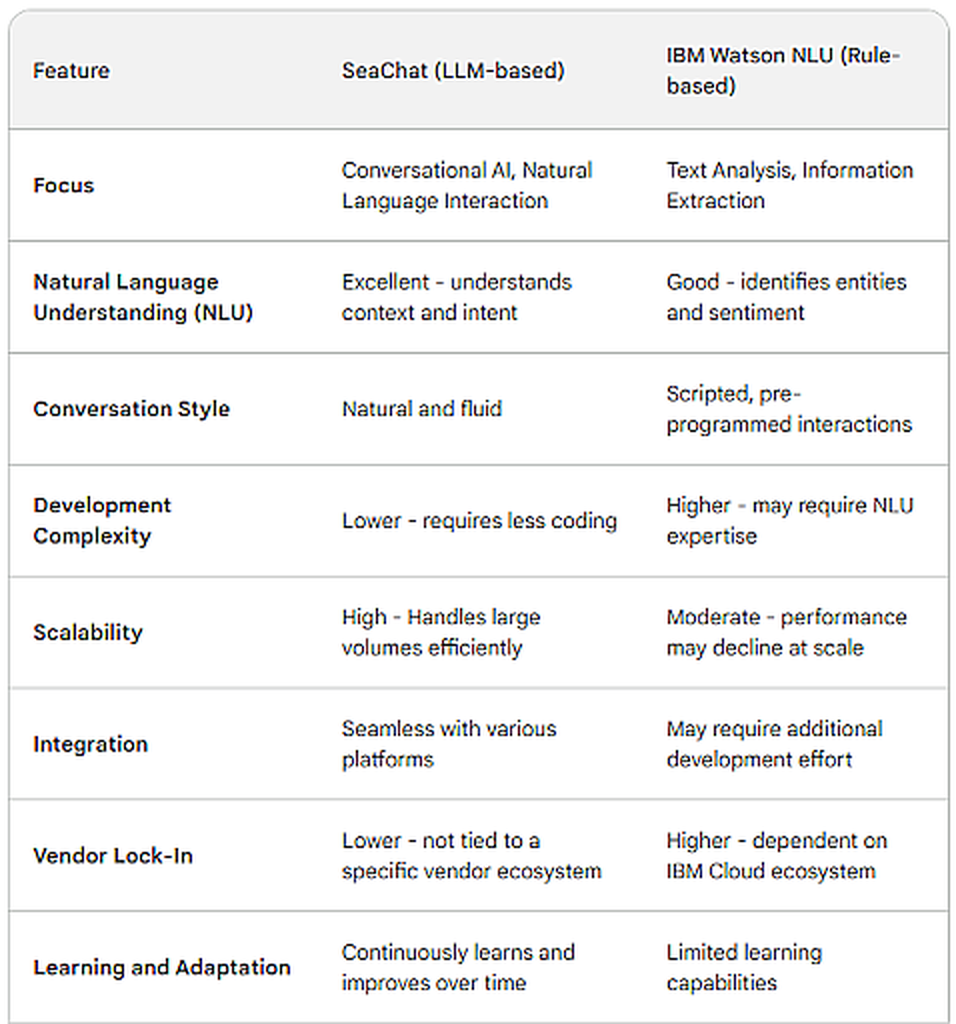 Feature
SeaChat (LLM-based)
IBM Watson NLU (Rule-
based)
Focus
Conversational AI, Natural
Language Interaction
Text Analysis, Information
Extraction
Natural Language
Understanding (NLU)
Excellent - understands
context and intent
Good - identifies entities
and sentiment
Conversation Style
Natural and fluid
Scripted, pre-
programmed interactions
Development
Complexity
Lower - requires less coding
Higher - may require NLU
expertise
Scalability
High - Handles large
volumes efficiently
Moderate - performance
may decline at scale
Integration
Seamless with various
platforms
May require additional
development effort
Vendor Lock-In
Lower - not tied to a
specific vendor ecosystem
Higher - dependent on
IBM Cloud ecosystem
Learning and Adaptation
Continuously learns and
improves over time
Limited learning
capabilities